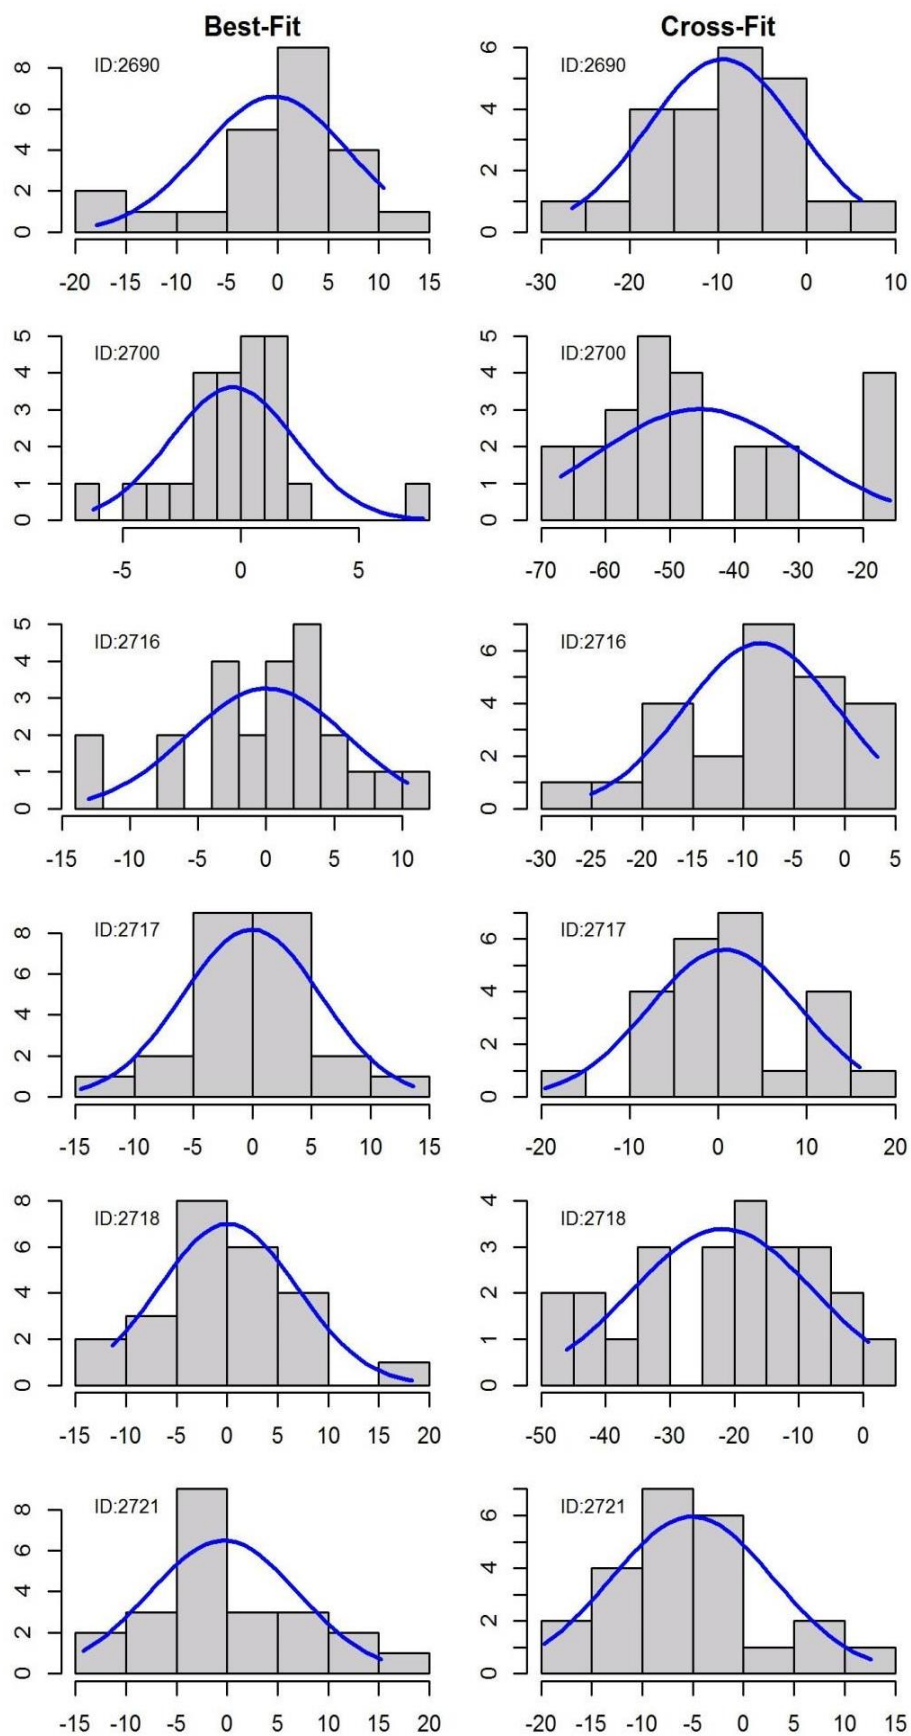 Best-Fit Cross-Fit
ID:2690
0 2 4 6 8
-20 -15 -10 -5 0 5 10 15
ID:2690
0 2 4 6
-30 -20 -10 0 10
ID:2700
0 1 2 3 4 5
-5 0 5
ID:2700
0 1 2 3 4 5
-70 -60 -50 -40 -30 -20
ID:2716
0 1 2 3 4 5
-15 -10 -5 0 5 10
ID:2716
0 2 4 6
-30 -25 -20 -15 -10 -5 0 5
ID:2717
0 2 4 6 8
-15 -10 -5 0 5 10 15
ID:2717
0 2 4 6
-20 -10 0 10 20
ID:2718
0 2 4 6 8
-15 -10 -5 0 5 10 15 20
ID:2718
0 1 2 3 4
-50 -40 -30 -20 -10 0
ID:2721
0 2 4 6 8
-15 -10 -5 0 5 10 15 20
ID:2721
0 2 4 6
-20 -15 -10 -5 0 5 10 15